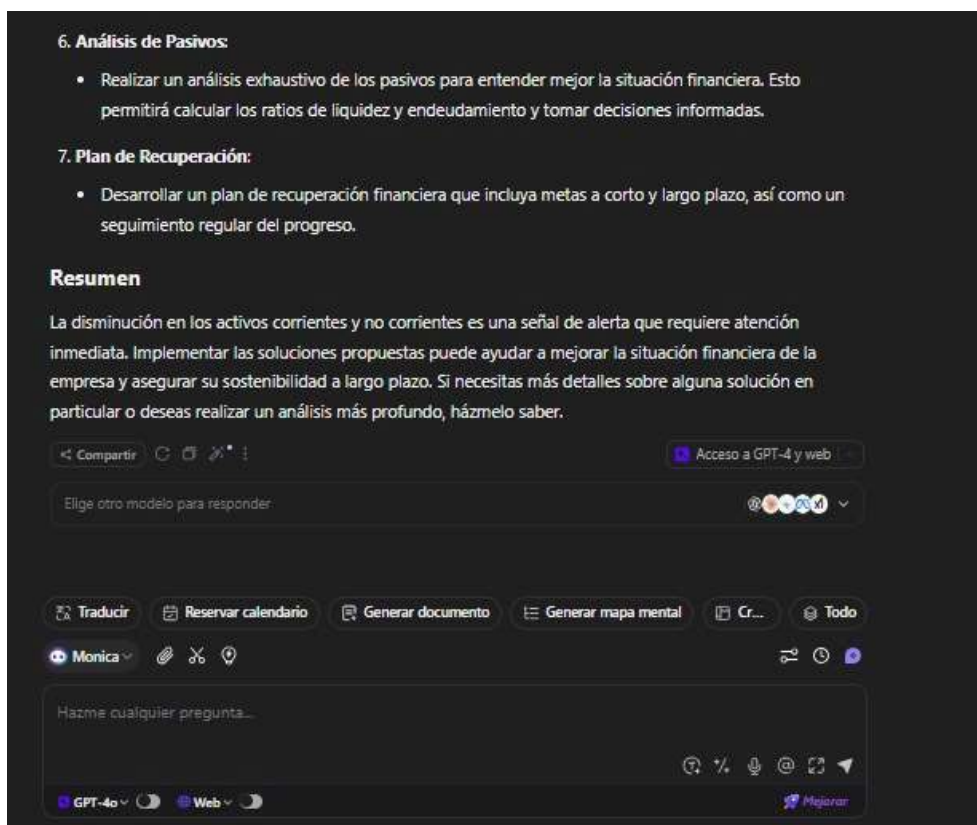 6. Análisis de Pasivos:
• Realizar un análisis exhaustivo de los pasivos para entender mejor la situación financiera. Esto
permitirá calcular los ratios de liquidez y endeudamiento y tomar decisiones informadas.
7. Plan de Recuperación:
• Desarrollar un plan de recuperación financiera que incluya metas a corto y largo plazo, así como un
seguimiento regular del progreso.
Resumen
La disminución en los activos corrientes y no corrientes es una señal de alerta que requiere atención
inmediata. Implementar las soluciones propuestas puede ayudar a mejorar la situación financiera de la
empresa y asegurar su sostenibilidad a largo plazo. Si necesitas más detalles sobre alguna solución en
particular o deseas realizar un análisis más profundo, házmelo saber.
Compartir Acceso a GPT-4 y web
Elige otro modelo para responder
Traducir Reservar calendario Generar documento Generar mapa mental Cr... Todo
Monica
Hazme cualquier pregunta...
GPT-4o Web Mejorar